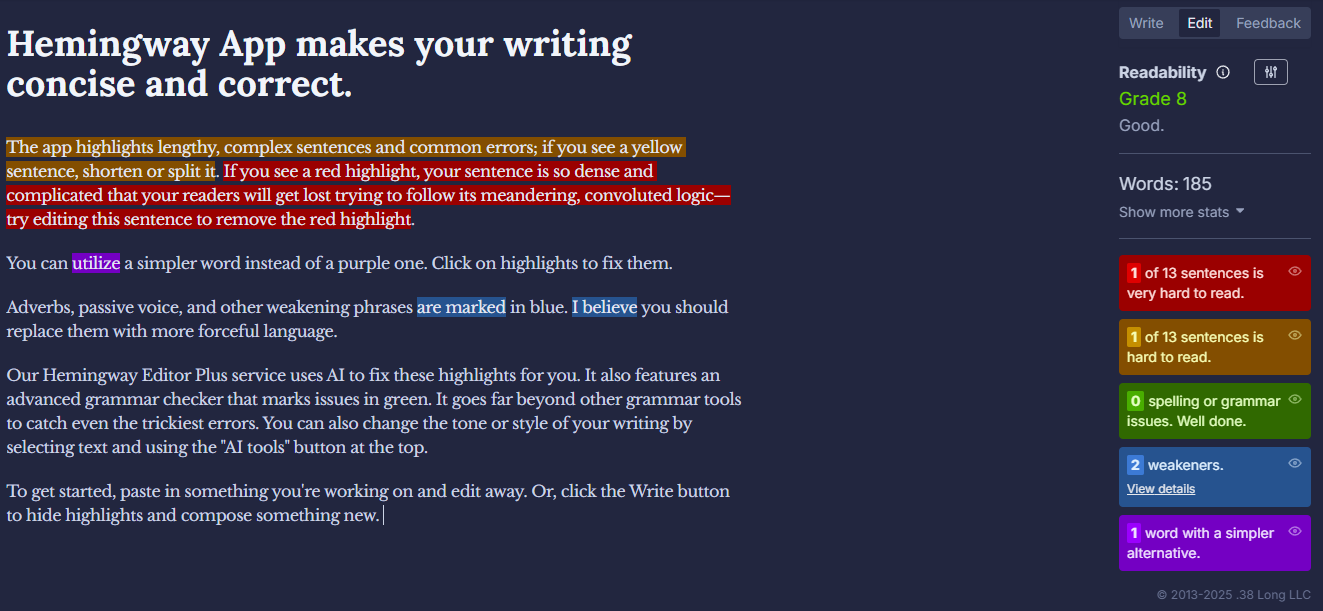 Hemingway App makes your writing
concise and correct.
The app highlights lengthy, complex sentences and common errors; if you see a yellow
sentence, shorten or split it. If you see a red highlight, your sentence is so dense and
complicated that your readers will get lost trying to follow its meandering, convoluted logic—
try editing this sentence to remove the red highlight.
You can utilize a simpler word instead of a purple one. Click on highlights to fix them.
Adverbs, passive voice, and other weakening phrases are marked in blue. I believe you should
replace them with more forceful language.
Our Hemingway Editor Plus service uses AI to fix these highlights for you. It also features an
advanced grammar checker that marks issues in green. It goes far beyond other grammar tools
to catch even the trickiest errors. You can also change the tone or style of your writing by
selecting text and using the "AI tools" button at the top.
To get started, paste in something you're working on and edit away. Or, click the Write button
to hide highlights and compose something new.
Write Edit Feedback
Readability
Grade 8
Good.
Words: 185
Show more stats
1 of 13 sentences is
very hard to read.
1 of 13 sentences is
hard to read.
0 spelling or grammar
issues. Well done.
2 weakeners.
View details
1 word with a simpler
alternative.
© 2013-2025 .38 Long LLC